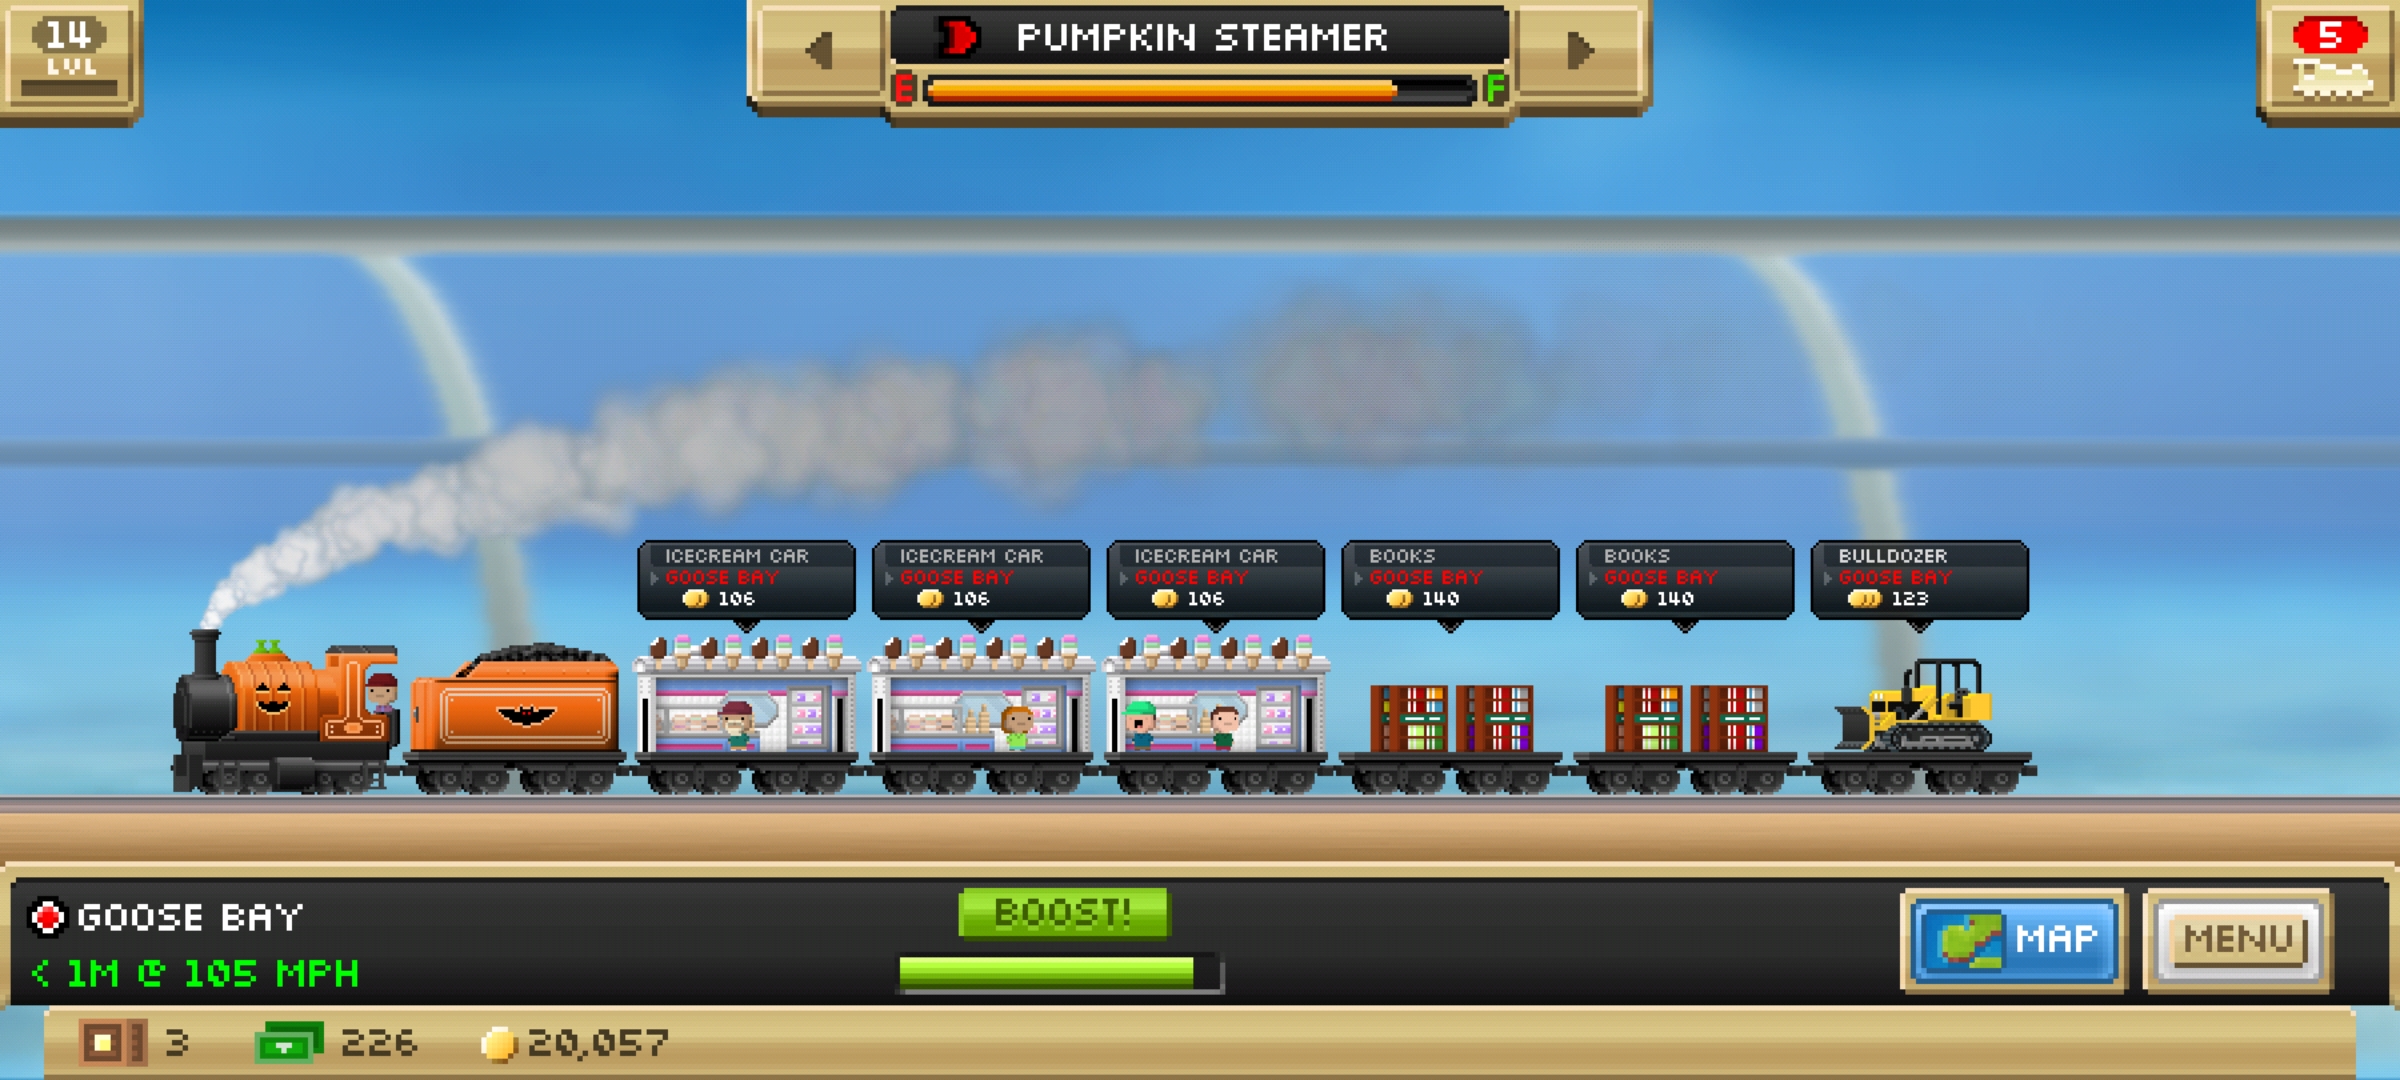 14
LVL
PUMPKIN STEAMER
E F
5
ICECREAM CAR
GOOSE BAY
106
ICECREAM CAR
GOOSE BAY
106
ICECREAM CAR
GOOSE BAY
106
BOOKS
GOOSE BAY
140
BOOKS
GOOSE BAY
140
BULLDOZER
GOOSE BAY
123
GOOSE BAY
< 1M @ 105 MPH
BOOST!
MAP
MENU
3 226 20,057